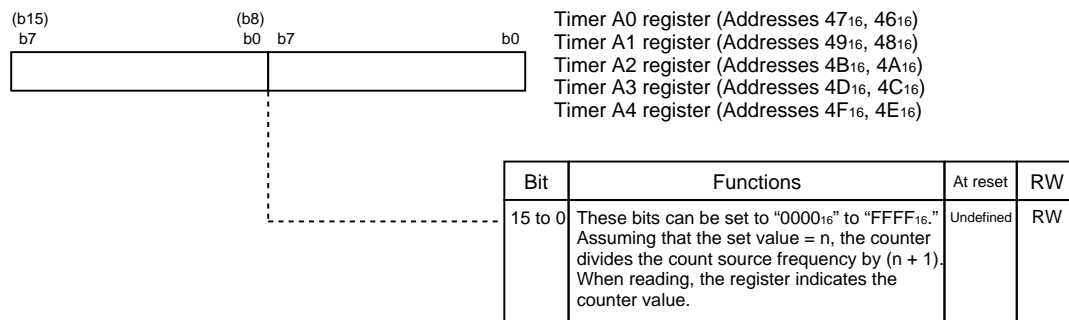 (b15) (b8)
b7 b0 b7 b0
Timer A0 register (Addresses 4716, 4616)
Timer A1 register (Addresses 4916, 4816)
Timer A2 register (Addresses 4B16, 4A16)
Timer A3 register (Addresses 4D16, 4C16)
Timer A4 register (Addresses 4F16, 4E16)
Bit Functions At reset RW
15 to 0 These bits can be set to “000016” to “FFFF16.” Undefined RW
Assuming that the set value = n, the counter
divides the count source frequency by (n + 1).
When reading, the register indicates the
counter value.